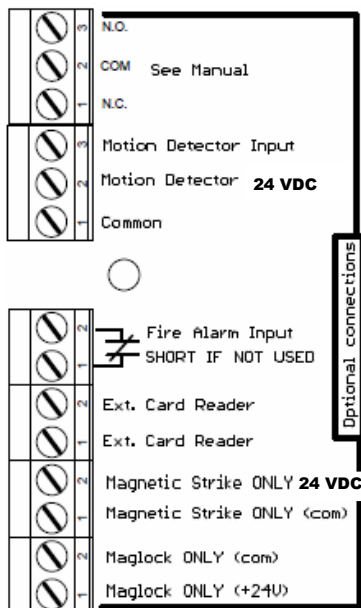 3 N.O.
2 COM See Manual
1 N.C.
3 Motion Detector Input
2 Motion Detector 24 VDC
1 Common
Optional connections
2 Fire Alarm Input
1 SHORT IF NOT USED
2 Ext. Card Reader
1 Ext. Card Reader
2 Magnetic Strike ONLY 24 VDC
1 Magnetic Strike ONLY (com)
2 Maglock ONLY (com)
1 Maglock ONLY (+24V)